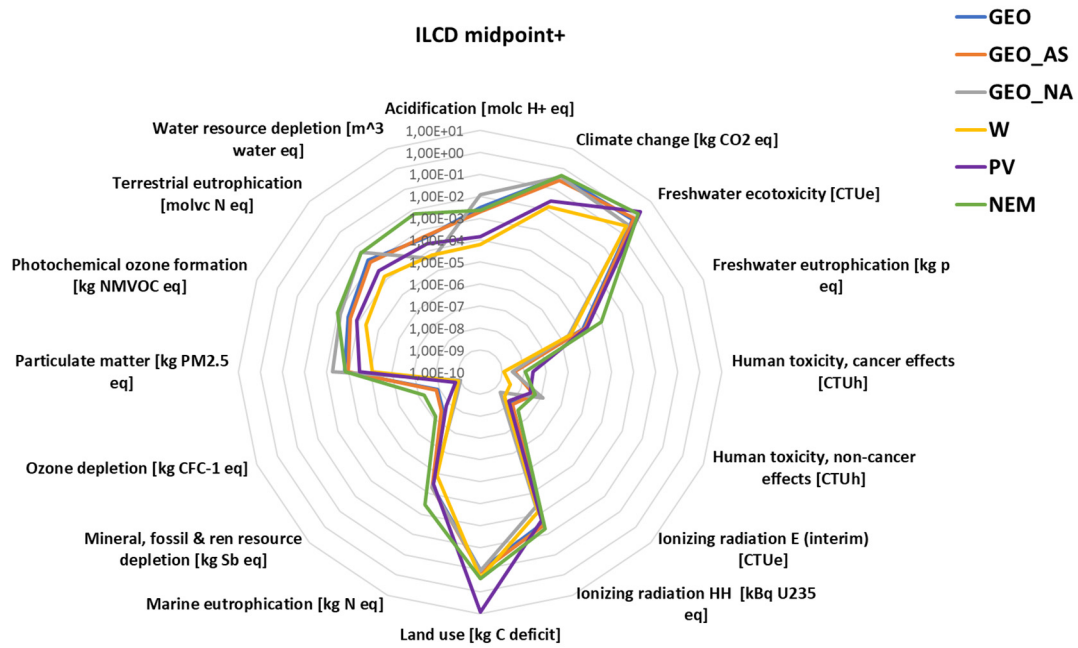 ILCD midpoint+
GEO
GEO_AS
GEO_NA
W
PV
NEM
Acidification [molc H+ eq]
Climate change [kg CO2 eq]
Freshwater ecotoxicity [CTUe]
Freshwater eutrophication [kg p
eq]
Human toxicity, cancer effects
[CTUh]
Human toxicity, non-cancer
effects [CTUh]
Ionizing radiation E (interim)
[CTUe]
Ionizing radiation HH [kBq U235
eq]
Land use [kg C deficit]
Marine eutrophication [kg N eq]
Mineral, fossil & ren resource
depletion [kg Sb eq]
Ozone depletion [kg CFC-1 eq]
Particulate matter [kg PM2.5
eq]
Photochemical ozone formation
[kg NMVOC eq]
Terrestrial eutrophication
[molvc N eq]
Water resource depletion [m^3
water eq]
1,00E+01
1,00E+00
1,00E-01
1,00E-02
1,00E-03
1,00E-04
1,00E-05
1,00E-06
1,00E-07
1,00E-08
1,00E-09
1,00E-10